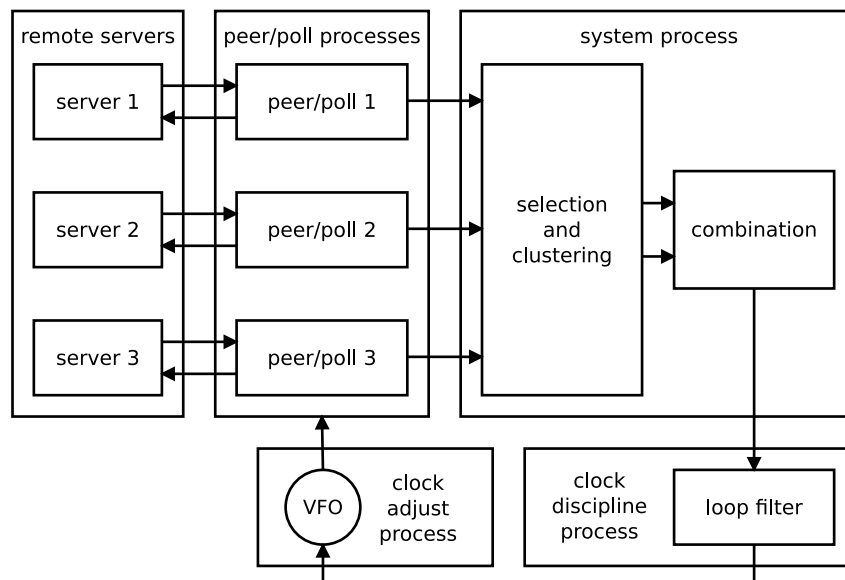 remote servers
peer/poll processes
system process
server 1
peer/poll 1
server 2
peer/poll 2
selection
and
clustering
combination
server 3
peer/poll 3
VFO
clock
adjust
process
clock
discipline
process
loop filter